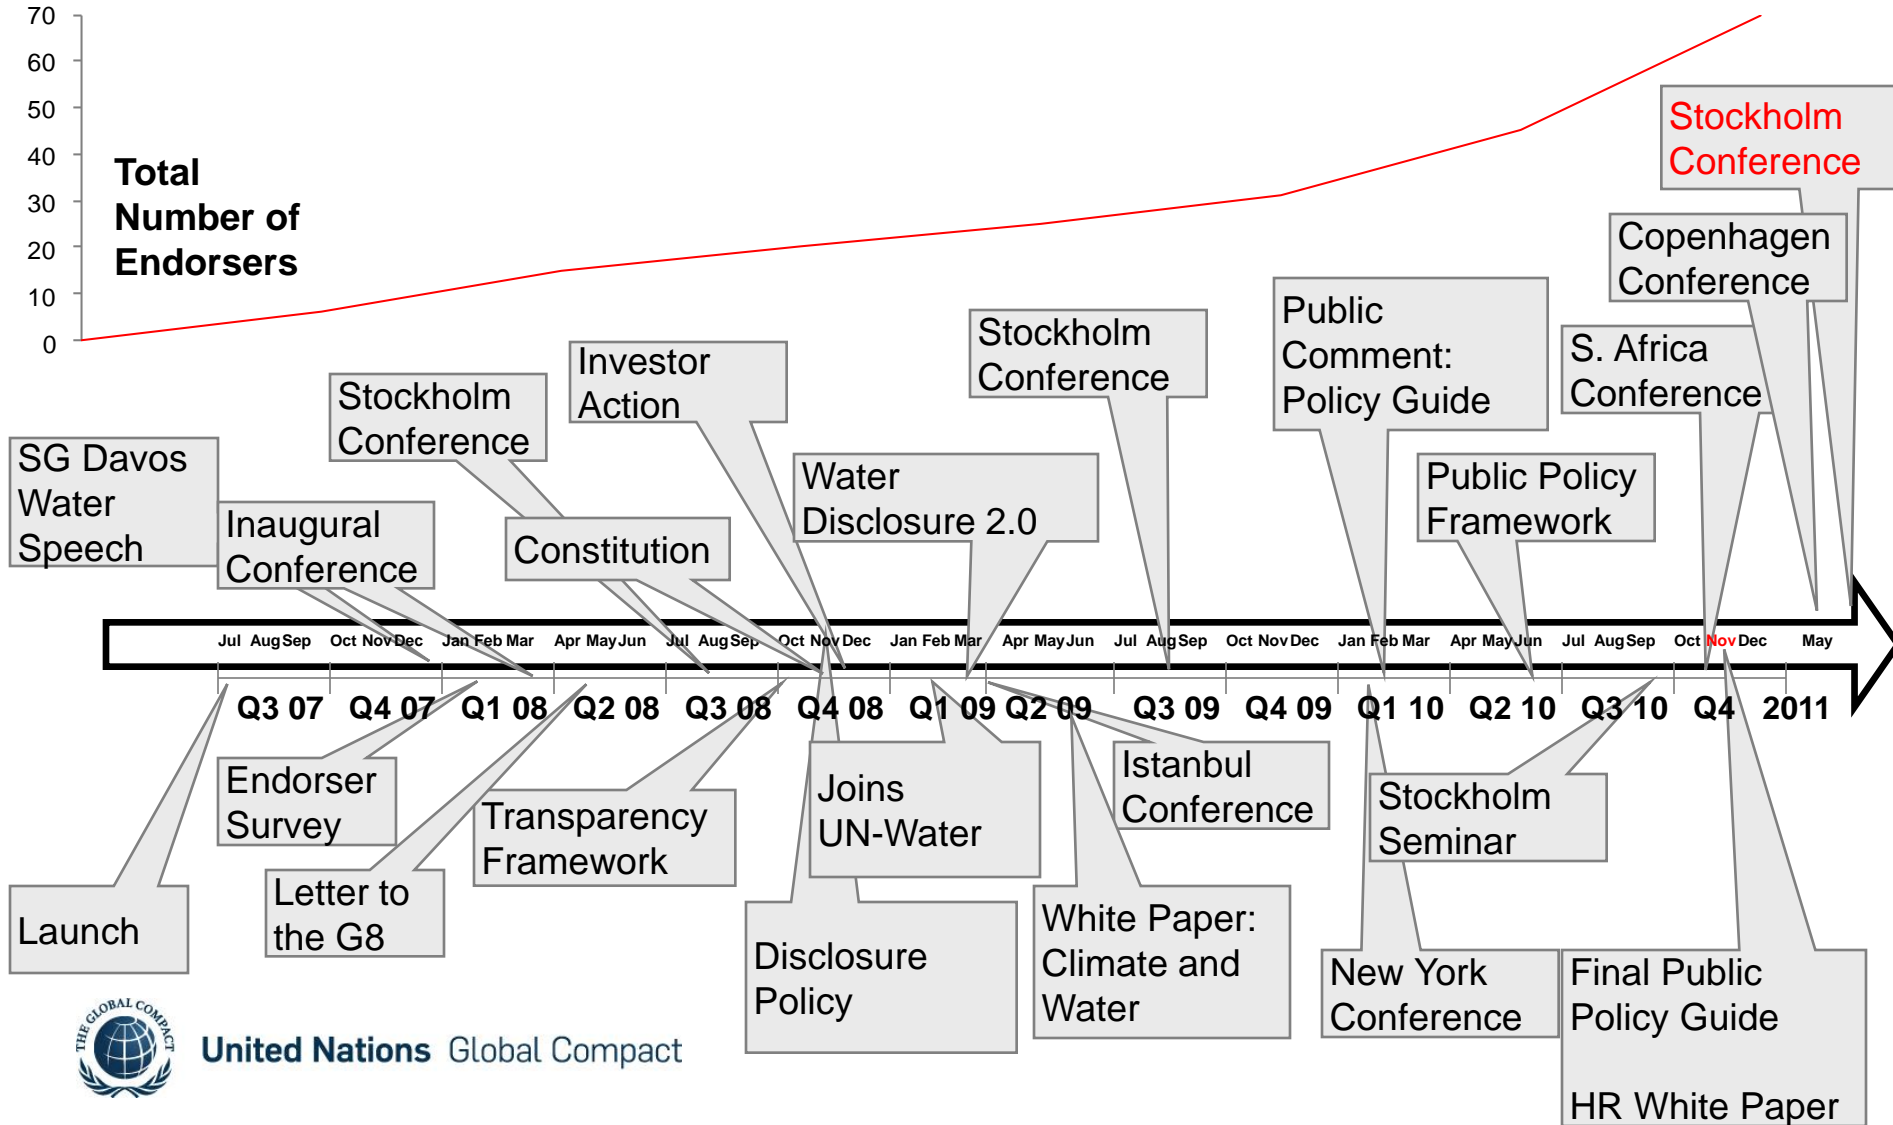 70
60
50
40
30
20
10
0
Total
Number of
Endorsers
Stockholm
Conference
Copenhagen
Conference
S. Africa
Conference
Public
Comment:
Policy Guide
Public Policy
Framework
Stockholm
Conference
Water
Disclosure 2.0
Investor
Action
Stockholm
Conference
Constitution
SG Davos
Water
Speech
Inaugural
Conference
Jul Aug Sep Oct Nov Dec Jan Feb Mar Apr May Jun Jul Aug Sep Oct Nov Dec Jan Feb Mar Apr May Jun Jul Aug Sep Oct Nov Dec Jan Feb Mar Apr May Jun Jul Aug Sep Oct Nov Dec May
Q3 07 Q4 07 Q1 08 Q2 08 Q3 08 Q4 08 Q1 09 Q2 09 Q3 09 Q4 09 Q1 10 Q2 10 Q3 10 Q4 2011
Launch
Endorser
Survey
Letter to
the G8
Transparency
Framework
Disclosure
Policy
Joins
UN-Water
White Paper:
Climate and
Water
Istanbul
Conference
New York
Conference
Stockholm
Seminar
Final Public
Policy Guide
HR White Paper
THE GLOBAL COMPACT
United Nations Global Compact